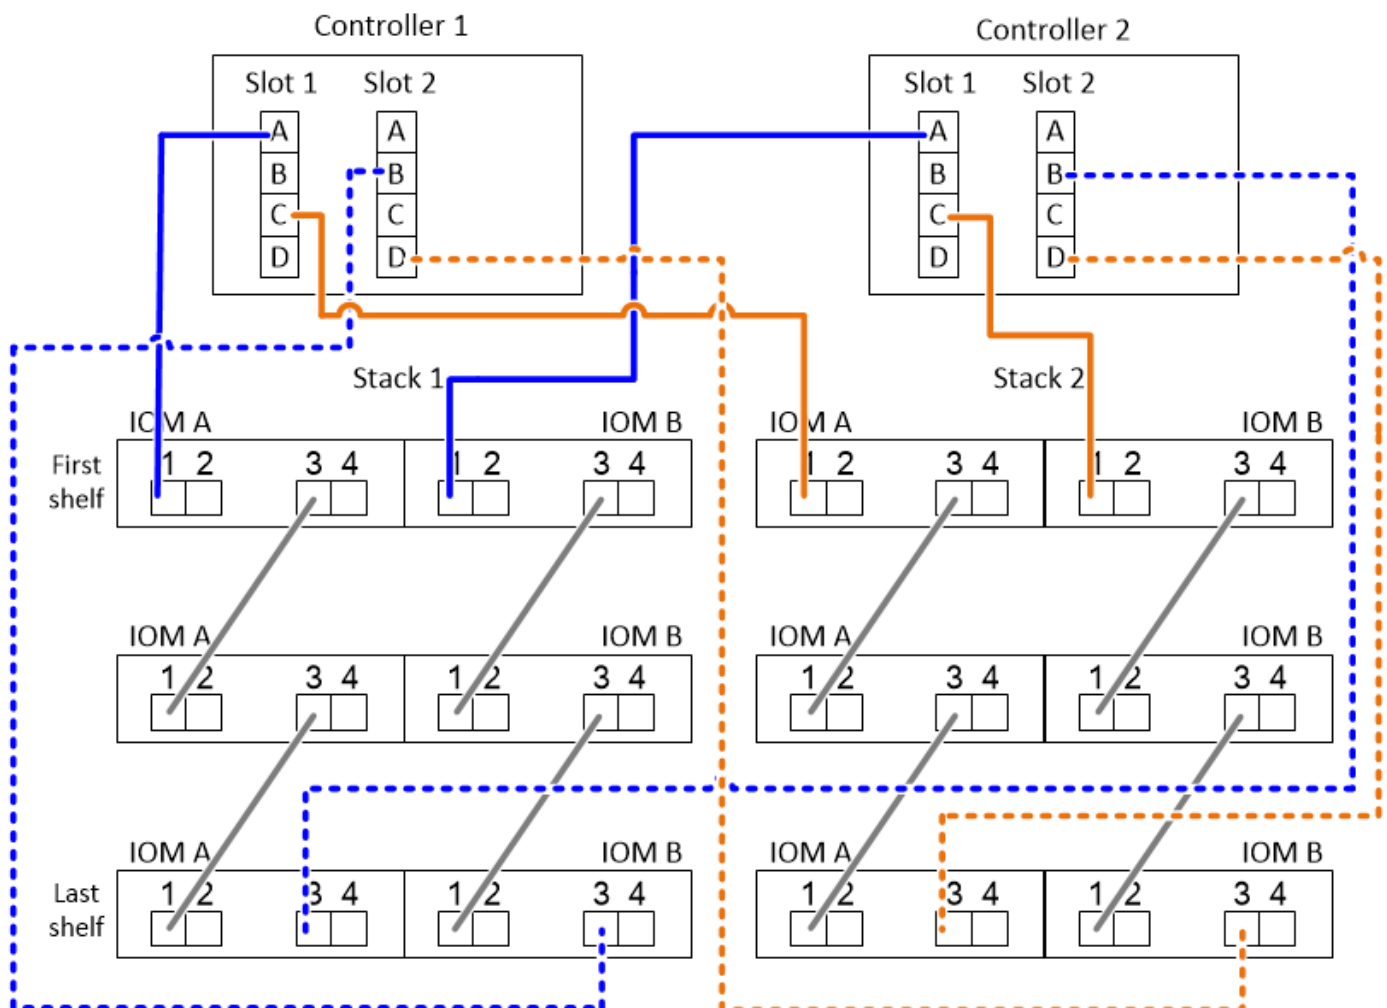 Controller 1
Controller 2
Slot 1 Slot 2
Slot 1 Slot 2
A A
B B
C C
D D
A A
B B
C C
D D
Stack 1
Stack 2
IOM A IOM B
IOM A IOM B
First
shelf
1 2 3 4 1 2 3 4
1 2 3 4 1 2 3 4
IOM A IOM B
IOM A IOM B
1 2 3 4 1 2 3 4
1 2 3 4 1 2 3 4
IOM A IOM B
IOM A IOM B
Last
shelf
1 2 3 4 1 2 3 4
1 2 3 4 1 2 3 4